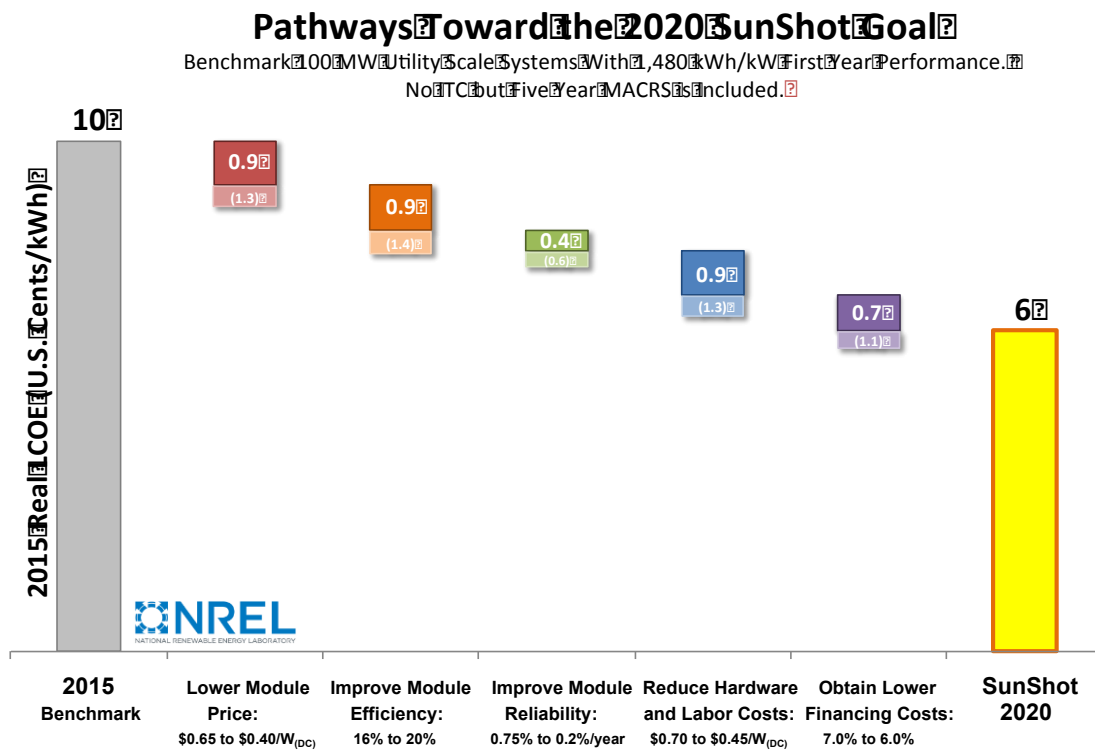 Pathways⍰Toward⍰the⍰2020⍰SunShot⍰Goal⍰
Benchmark⍰100⍰MW⍰Utility⍰Scale⍰Systems⍰With⍰1,480⍰kWh/kW⍰First⍰Year⍰Performance.⍰⍰
No⍰TC⍰but⍰Five⍰Year⍰MACRS⍰is⍰Included.⍰
10⍰
2015⍰Real⍰LCOE⍰(U.S.⍰Cents/kWh)⍰
0.9⍰
(1.3)⍰
0.9⍰
(1.4)⍰
0.4⍰
(0.6)⍰
0.9⍰
(1.3)⍰
0.7⍰
(1.1)⍰
6⍰
NREL
NATIONAL RENEWABLE ENERGY LABORATORY
2015
Benchmark
Lower Module
Price:
$0.65 to $0.40/W(DC)
Improve Module
Efficiency:
16% to 20%
Improve Module
Reliability:
0.75% to 0.2%/year
Reduce Hardware
and Labor Costs:
$0.70 to $0.45/W(DC)
Obtain Lower
Financing Costs:
7.0% to 6.0%
SunShot
2020